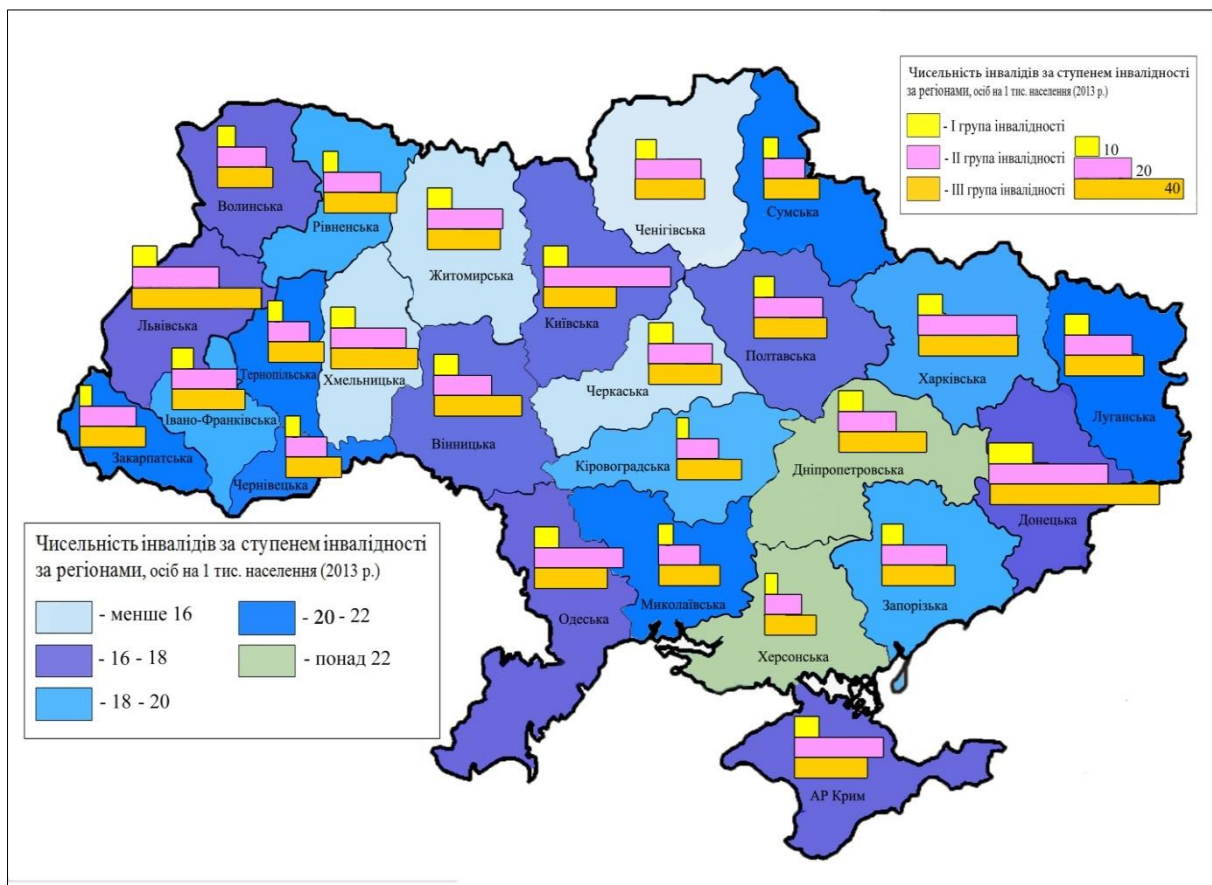 Чисельність інвалідів за ступенем інвалідності
за регіонами, осіб на 1 тис. населення (2013 р.)
- I група інвалідності
10
- II група інвалідності
20
- III група інвалідності
40
Волинська
Рівненська
Житомирська
Ченігівська
Сумська
Львівська
Тернопільська
Хмельницька
Київська
Полтавська
Харківська
Луганська
Черкаська
Івано-Франківська
Закарпатська
Чернівецька
Вінницька
Кіровоградська
Дніпропетровська
Донецька
Одеська
Миколаївська
Херсонська
Запорізька
АР Крим
Чисельність інвалідів за ступенем інвалідності
за регіонами, осіб на 1 тис. населення (2013 р.)
- менше 16
- 20 - 22
- 16 - 18
- понад 22
- 18 - 20